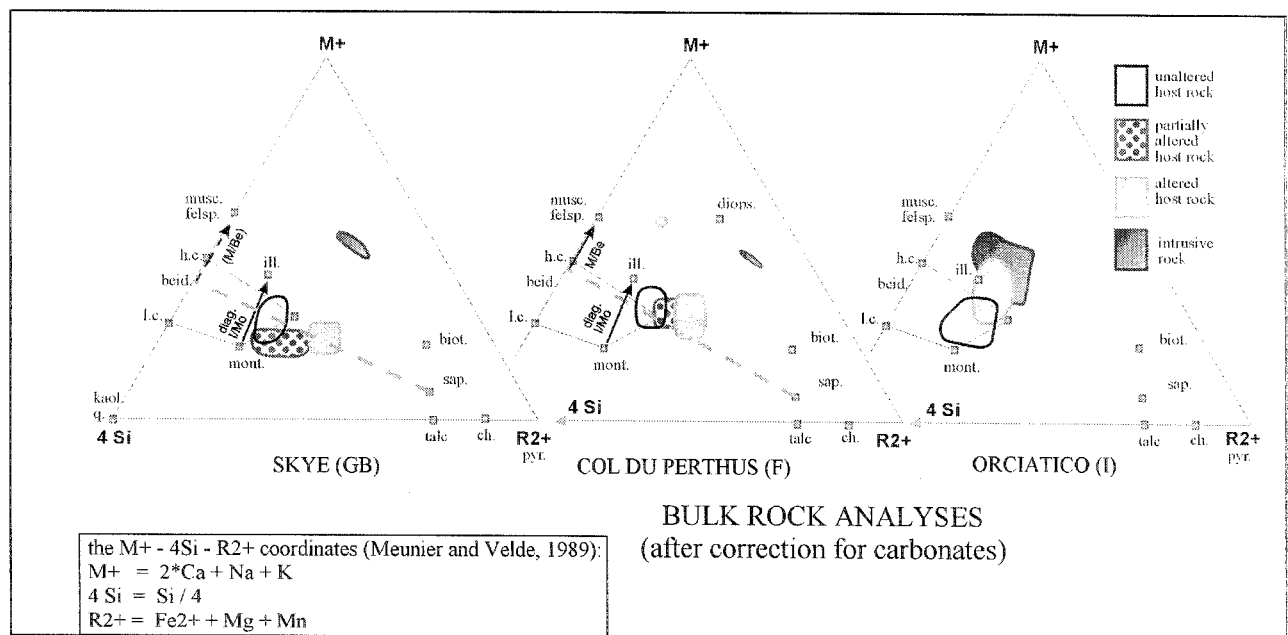 M+
musc.
felsp.
h.c.
(M/Be)
beid.
ill.
l.c.
diag.
I/Mo
mont.
biot.
sap.
kaol.
q.
4 Si
talc
ch.
R2+
pyr.
SKYE (GB)
M+
musc.
felsp.
diops.
h.c.
M/Be
ill.
l.c.
diag.
I/Mo
mont.
biot.
sap.
4 Si
talc
ch.
R2+
COL DU PERTHUS (F)
M+
musc.
felsp.
h.c.
beid.
ill.
l.c.
mont.
biot.
sap.
4 Si
talc
ch.
R2+
pyr.
ORCIATICO (I)
unaltered
host rock
partially
altered
host rock
altered
host rock
intrusive
rock
BULK ROCK ANALYSES
(after correction for carbonates)
the M+ - 4Si - R2+ coordinates (Meunier and Velde, 1989):
M+ = 2*Ca + Na + K
4 Si = Si / 4
R2+ = Fe2+ + Mg + Mn